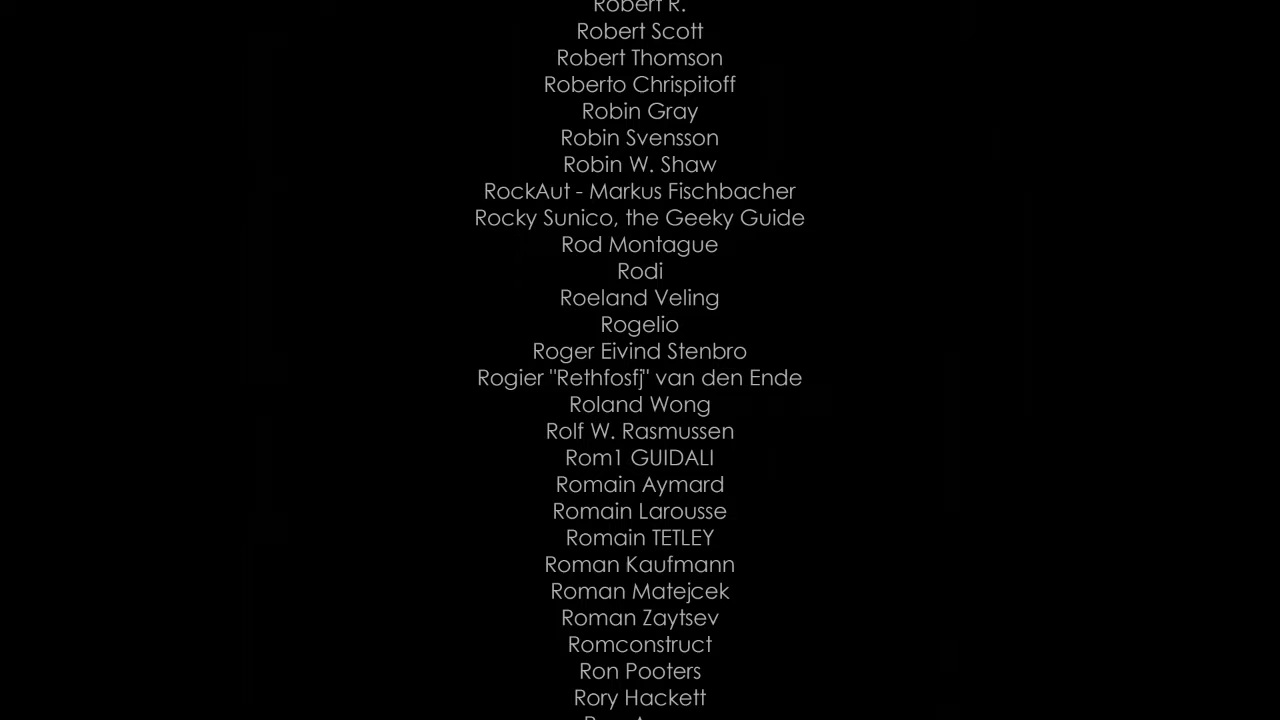 Robert R.
Robert Scott
Robert Thomson
Roberto Chrispitoff
Robin Gray
Robin Svensson
Robin W. Shaw
RockAut - Markus Fischbacher
Rocky Sunico, the Geeky Guide
Rod Montague
Rodi
Roeland Veling
Rogelio
Roger Eivind Stenbro
Rogier "Rethfosfj" van den Ende
Roland Wong
Rolf W. Rasmussen
Rom1 GUIDALI
Romain Aymard
Romain Larousse
Romain TETLEY
Roman Kaufmann
Roman Matejcek
Roman Zaytsev
Romconstruct
Ron Pooters
Rory Hackett